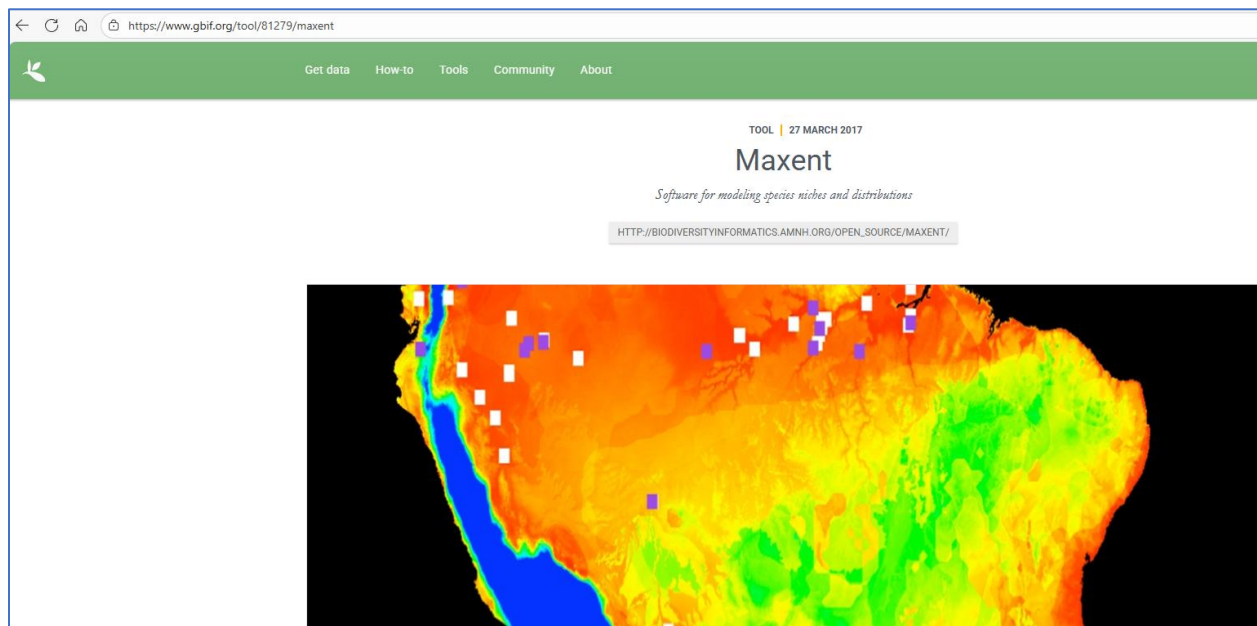 https://www.gbif.org/tool/81279/maxent
Get data How-to Tools Community About
TOOL | 27 MARCH 2017
Maxent
Software for modeling species niches and distributions
HTTP://BIODIVERSITYINFORMATICS.AMNH.ORG/OPEN_SOURCE/MAXENT/